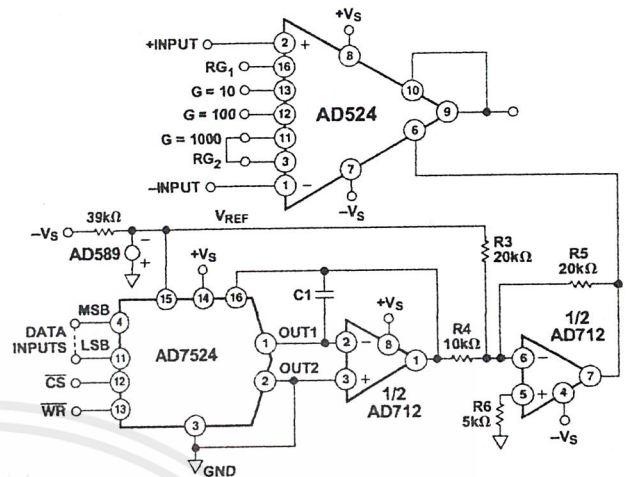 +VS
+INPUT
2
+
8
RG1
16
G = 10
13
10
G = 100
12
AD524
9
G = 1000
11
6
RG2
3
7
–INPUT
1
–
–VS
39kΩ
VREF
–VS
–
AD589
+
+VS
R3
20kΩ
R5
20kΩ
15
14
16
C1
+VS
1/2
AD712
MSB
4
DATA
INPUTS
LSB
11
AD7524
1
OUT1
2
–
8
1
R4
10kΩ
6
–
7
CS
12
2
OUT2
3
+
5
+
4
WR
13
1/2
AD712
R6
5kΩ
–VS
3
GND